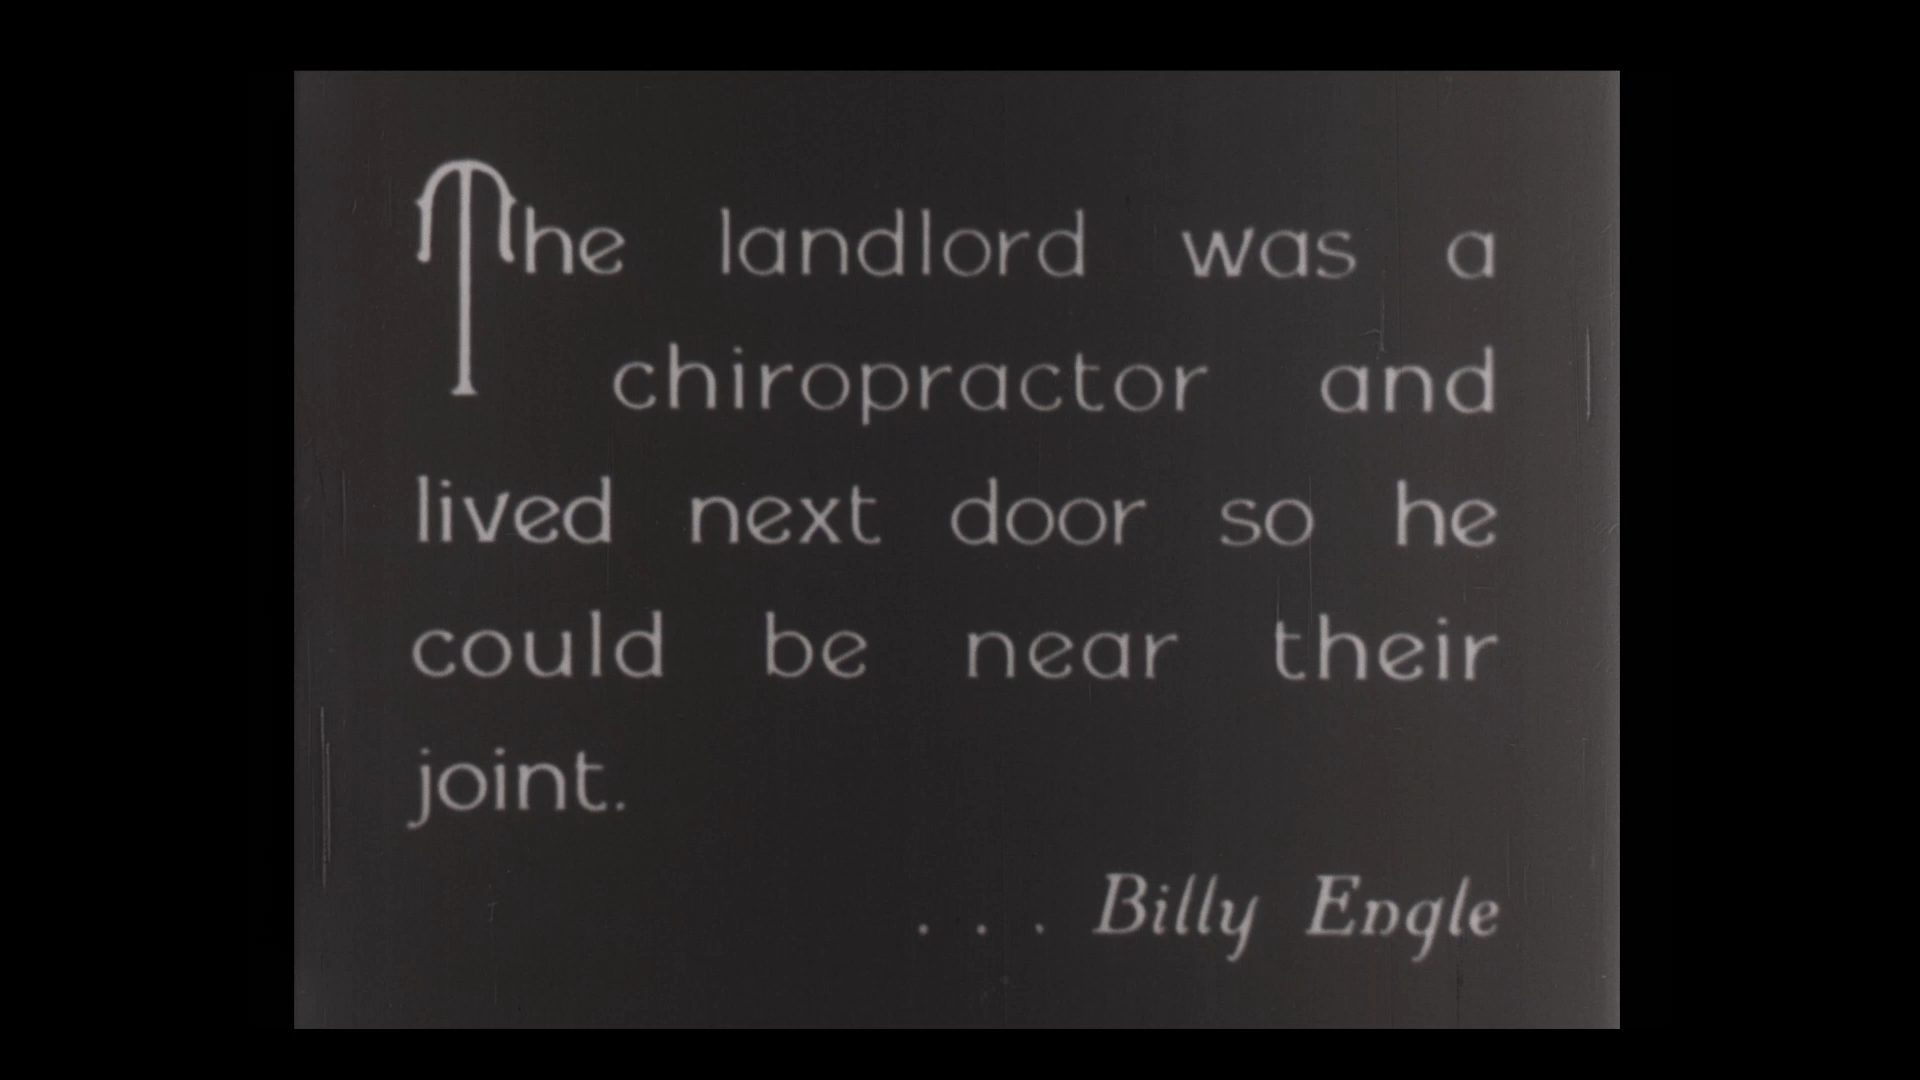 The landlord was a
chiropractor and
lived next door so he
could be near their
joint.
. . . Billy Engle